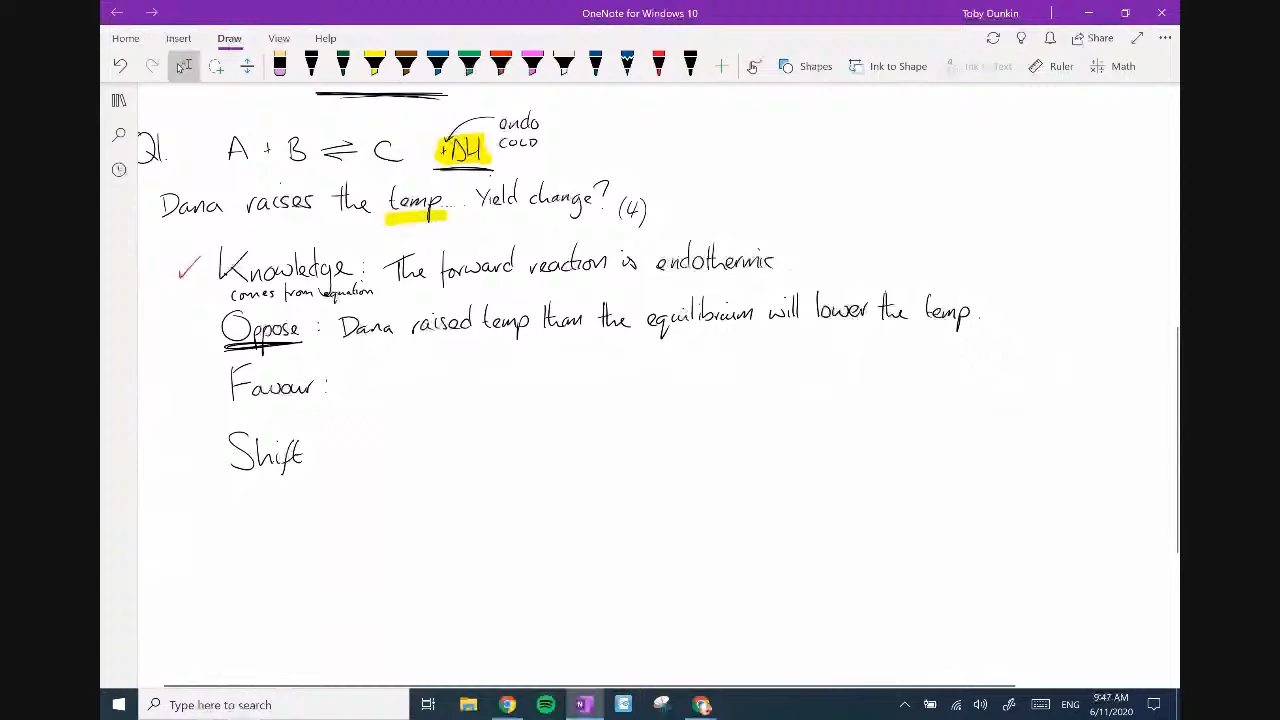 OneNote for Windows 10
Toby Dunkin
Home Insert Draw View Help
Share
Shapes Ink to Shape Ink to Text Ruler Math
endo
COLD
Q1. A + B ⇌ C +ΔH
Dana raises the temp..... Yield change? (4)
✓ Knowledge: The forward reaction is endothermic
comes from equation
Oppose: Dana raised temp than the equilibrium will lower the temp.
Favour:
Shift
Type here to search
ENG
9:47 AM
6/11/2020